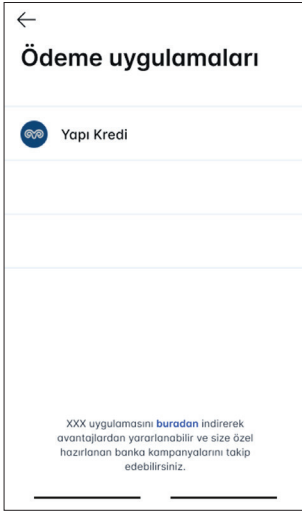 Ödeme uygulamaları
Yapı Kredi
XXX uygulamasını buradan indirerek
avantajlardan yararlanabilir ve size özel
hazırlanan banka kampanyalarını takip
edebilirsiniz.